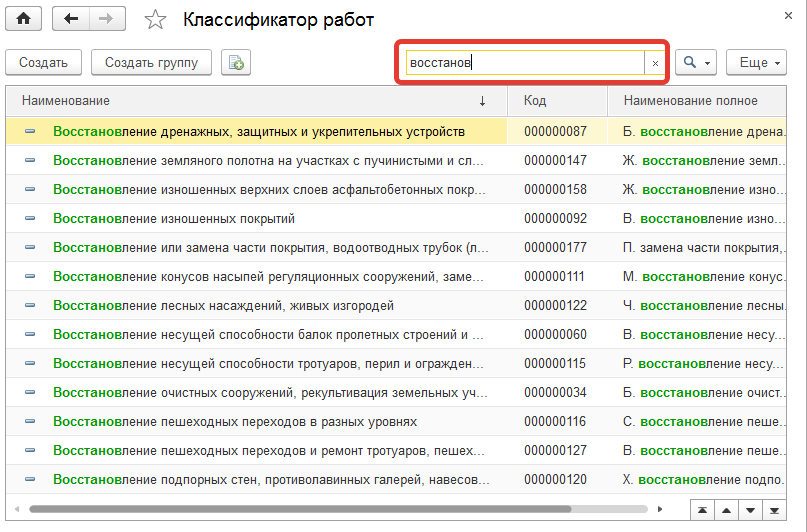 Классификатор работ
Создать Создать группу восстанов × Еще
Наименование ↓ Код Наименование полное
Восстановление дренажных, защитных и укрепительных устройств 000000087 Б. восстановление дрена...
Восстановление земляного полотна на участках с пучинистыми и сл... 000000147 Ж. восстановление земл...
Восстановление изношенных верхних слоев асфальтобетонных покр... 000000158 Ж. восстановление изно...
Восстановление изношенных покрытий 000000092 В. восстановление изно...
Восстановление или замена части покрытия, водоотводных трубок (л... 000000177 П. замена части покрытия,...
Восстановление конусов насыпей регуляционных сооружений, заме... 000000111 М. восстановление конус...
Восстановление лесных насаждений, живых изгородей 000000122 Ч. восстановление лесны...
Восстановление несущей способности балок пролетных строений и ... 000000060 В. восстановление несу...
Восстановление несущей способности тротуаров, перил и огражден... 000000115 Р. восстановление несу...
Восстановление очистных сооружений, рекультивация земельных уч... 000000034 Б. восстановление очист...
Восстановление пешеходных переходов в разных уровнях 000000116 С. восстановление пеше...
Восстановление пешеходных переходов и ремонт тротуаров, пешех... 000000127 В. восстановление пеше...
Восстановление подпорных стен, противолавинных галерей, навесов... 000000120 Х. восстановление подпо...